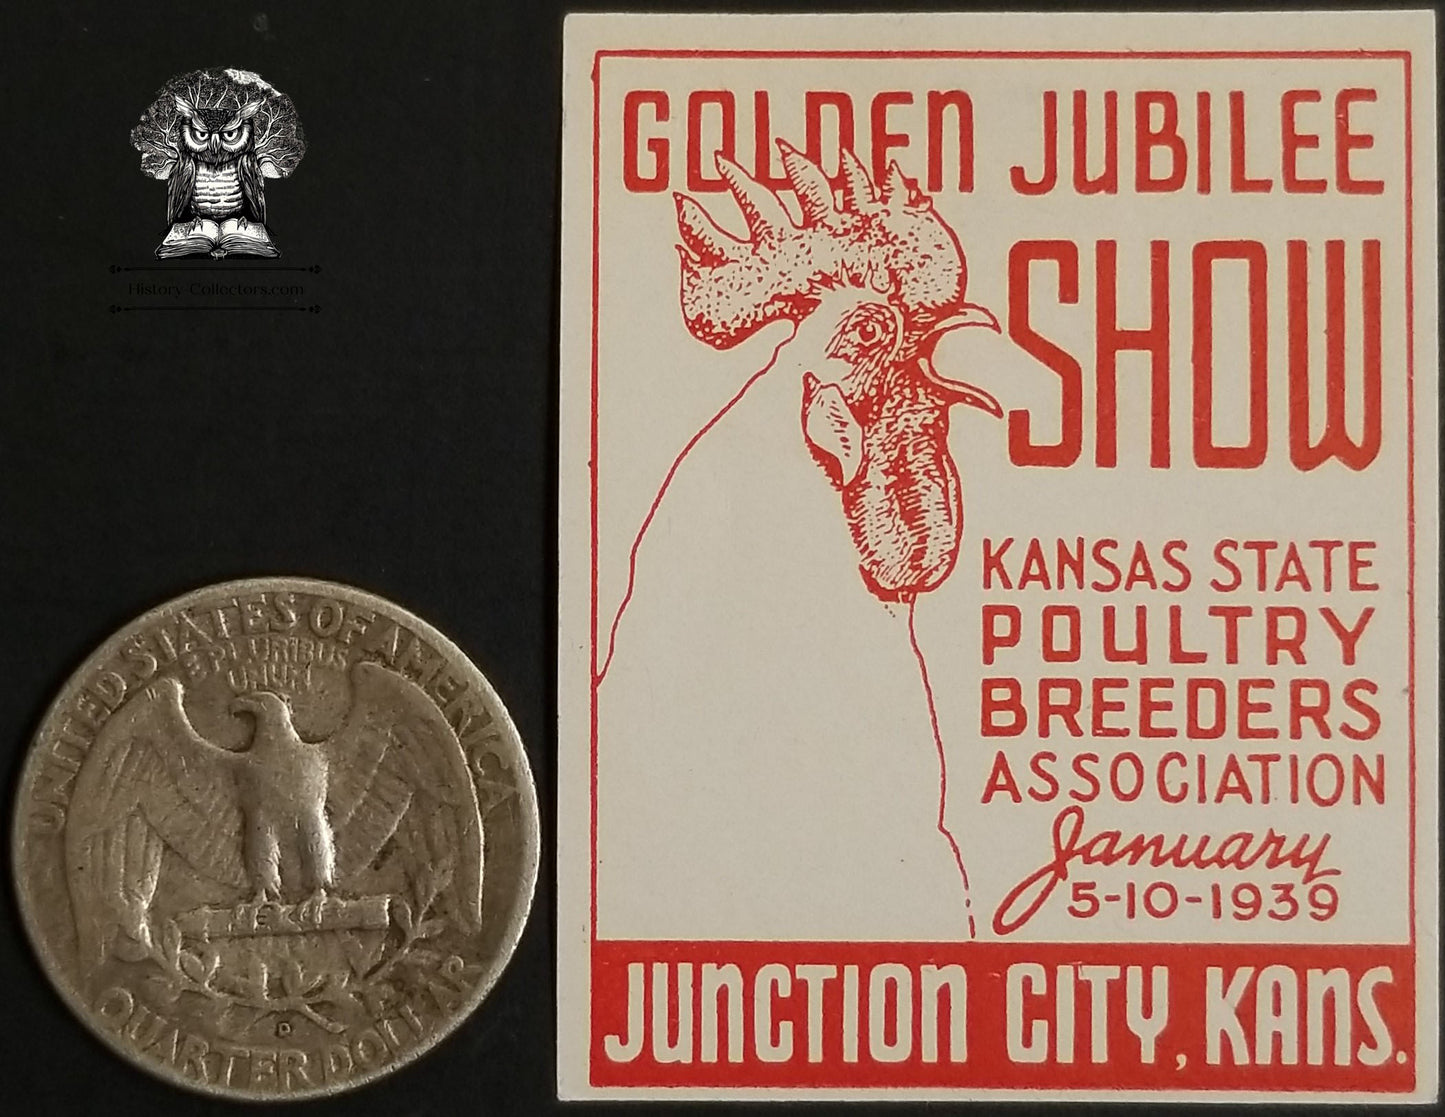 History-Collectors.com
UNITED STATES OF AMERICA
E PLURIBUS
UNUM
D
QUARTER DOLLAR
GOLDEN JUBILEE
SHOW
KANSAS STATE
POULTRY
BREEDERS
ASSOCIATION
January
5-10-1939
JUNCTION CITY, KANS.